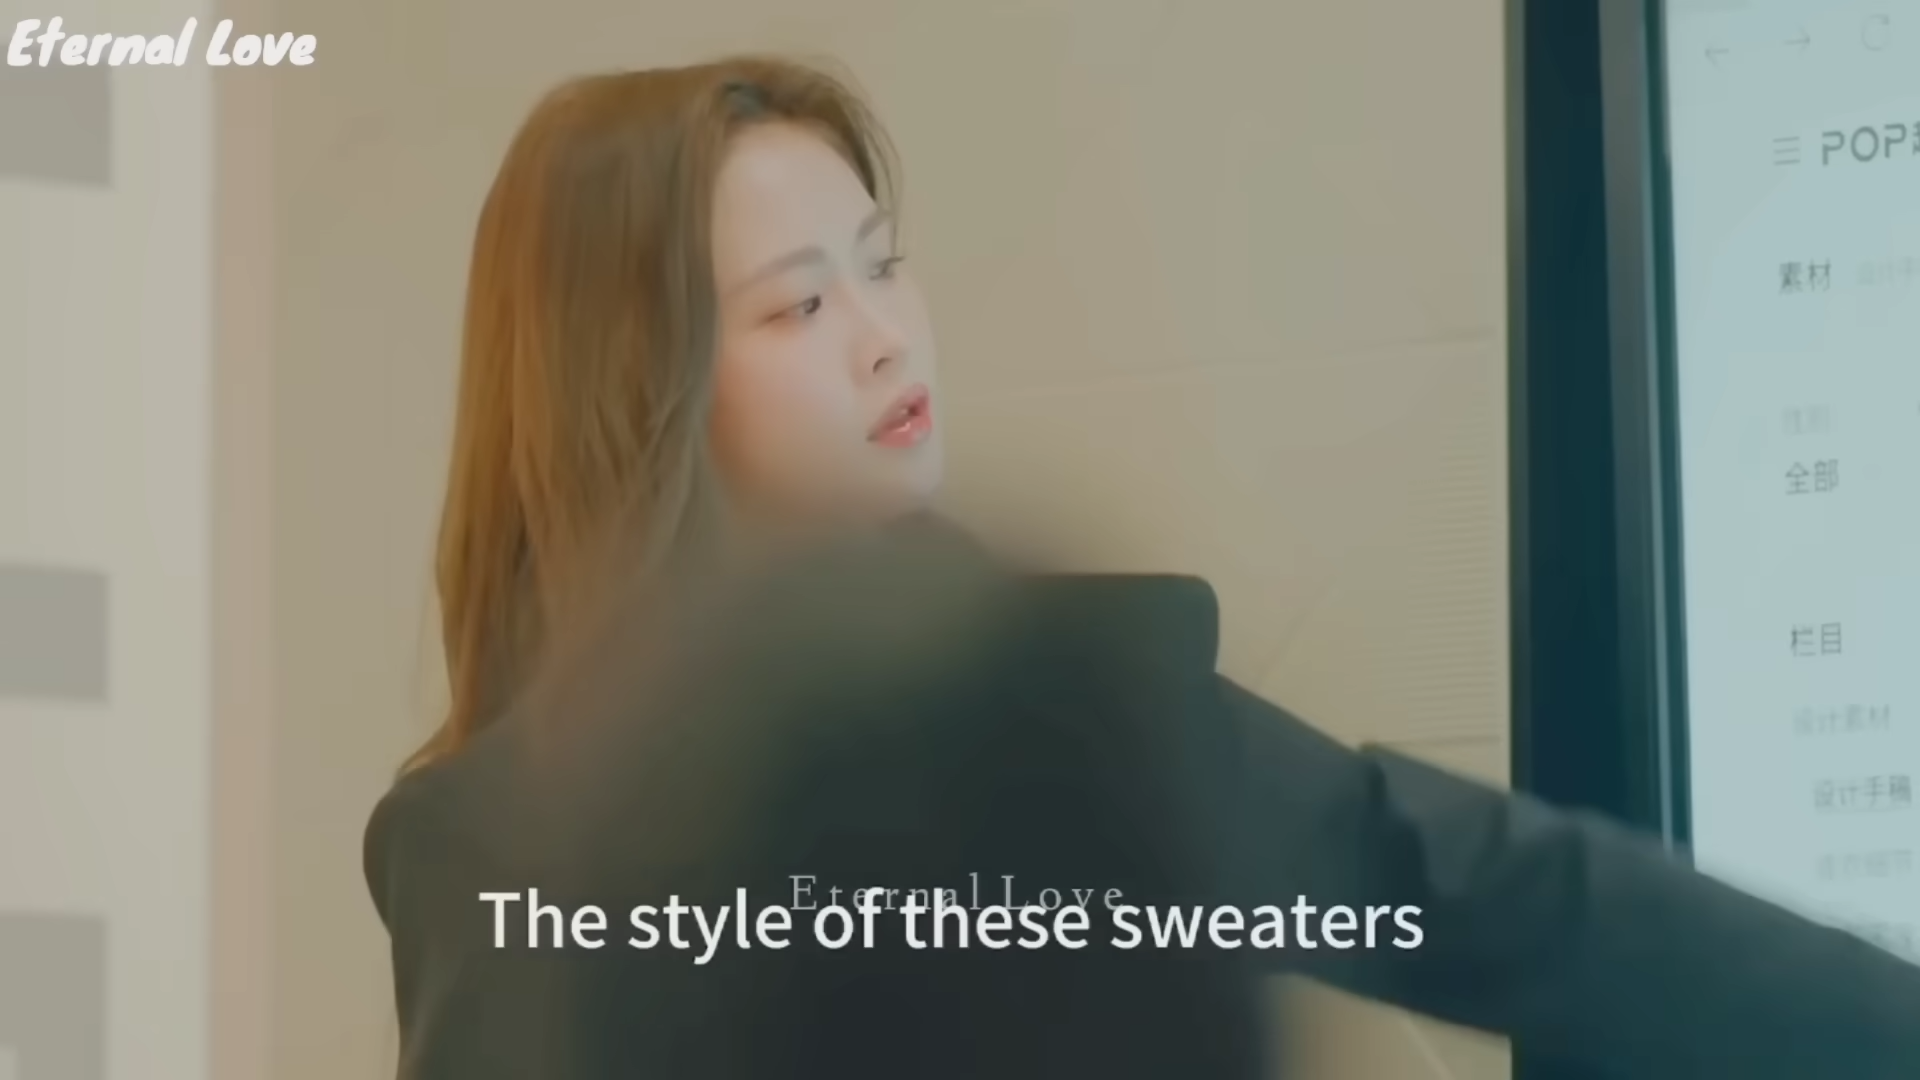 Eternal Love
POP
素材
全部
栏目
设计素材
设计手稿
Eternal Love
The style of these sweaters